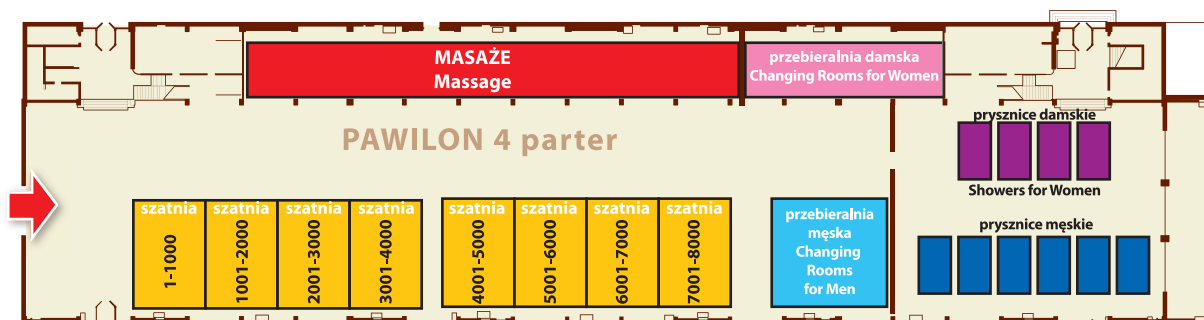 MASAŻE
Massage
przebieralnia damska
Changing Rooms for Women
PAWILON 4 parter
prysznice damskie
Showers for Women
szatnia
1-1000
szatnia
1001-2000
szatnia
2001-3000
szatnia
3001-4000
szatnia
4001-5000
szatnia
5001-6000
szatnia
6001-7000
szatnia
7001-8000
przebieralnia
męska
Changing
Rooms
for Men
prysznice męskie